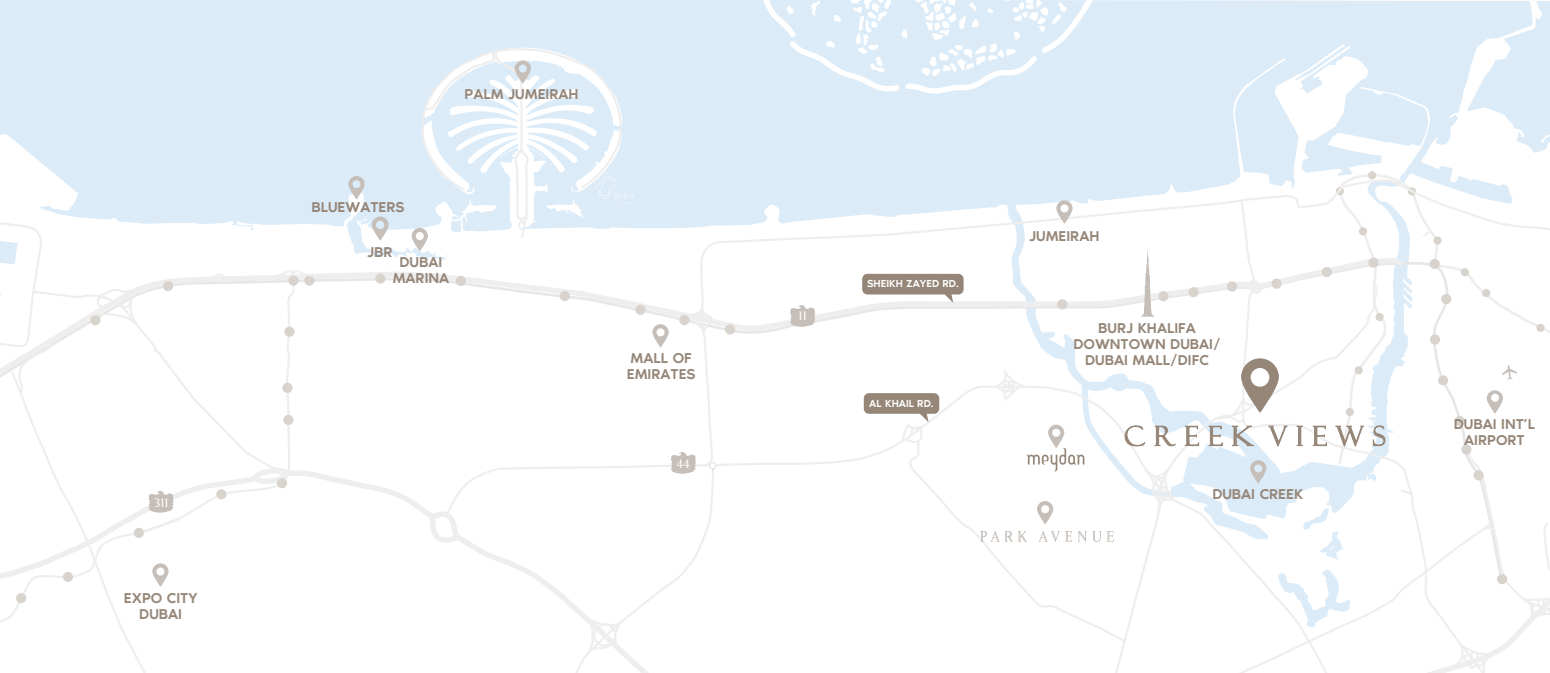 PALM JUMEIRAH
BLUEWATERS
JBR
DUBAI
MARINA
JUMEIRAH
SHEIKH ZAYED RD.
11
MALL OF
EMIRATES
BURJ KHALIFA
DOWNTOWN DUBAI/
DUBAI MALL/DIFC
AL KHAIL RD.
CREEK VIEWS
DUBAI INT'L
AIRPORT
meydan
44
DUBAI CREEK
311
PARK AVENUE
EXPO CITY
DUBAI